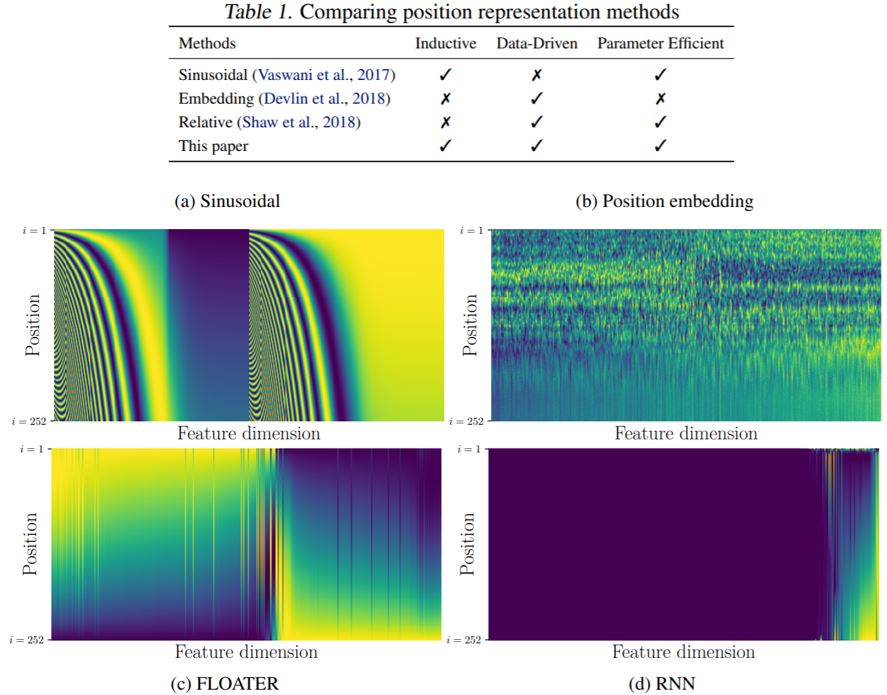 Table 1. Comparing position representation methods
Methods Inductive Data-Driven Parameter Efficient
Sinusoidal (Vaswani et al., 2017) ✓ ✗ ✓
Embedding (Devlin et al., 2018) ✗ ✓ ✗
Relative (Shaw et al., 2018) ✗ ✓ ✓
This paper ✓ ✓ ✓
(a) Sinusoidal
i = 1
Position
i = 252
Feature dimension
(b) Position embedding
i = 1
Position
i = 252
Feature dimension
i = 1
Position
i = 252
Feature dimension
(c) FLOATER
i = 1
Position
i = 252
Feature dimension
(d) RNN